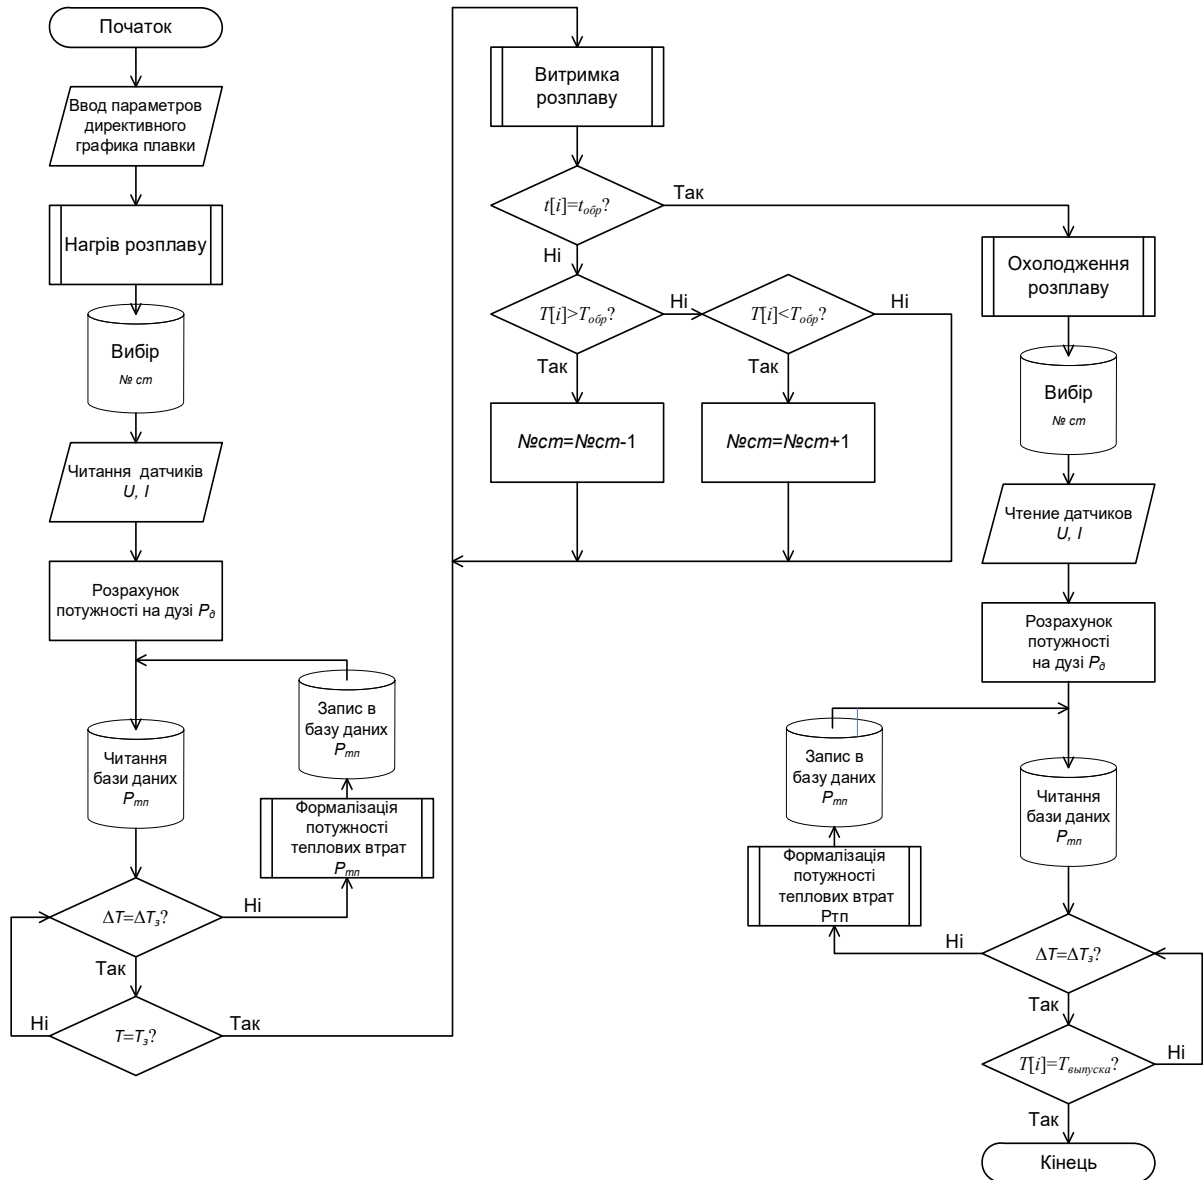 Початок
Ввод параметров
директивного
графика плавки
Нагрів розплаву
Вибір
№ ст
Читання датчиків
U, I
Розрахунок
потужності на дузі Pд
Читання
бази даних
Pтп
Запис в
базу даних
Pтп
Формалізація
потужності
теплових втрат
Pтп
ΔT=ΔTз?
Ні
Так
T=Tз?
Ні
Так
Витримка
розплаву
t[i]=tобр?
Так
Ні
T[i]>Tобр?
Ні
Так
T[i]<Tобр?
Ні
Так
№ст=№ст-1
№ст=№ст+1
Охолодження
розплаву
Вибір
№ ст
Чтение датчиков
U, I
Розрахунок
потужності
на дузі Pд
Запис в
базу даних
Pтп
Формалізація
потужності
теплових втрат
Pтп
Читання
бази даних
Pтп
ΔT=ΔTз?
Ні
Так
T[i]=Tвыпуска?
Ні
Так
Кінець